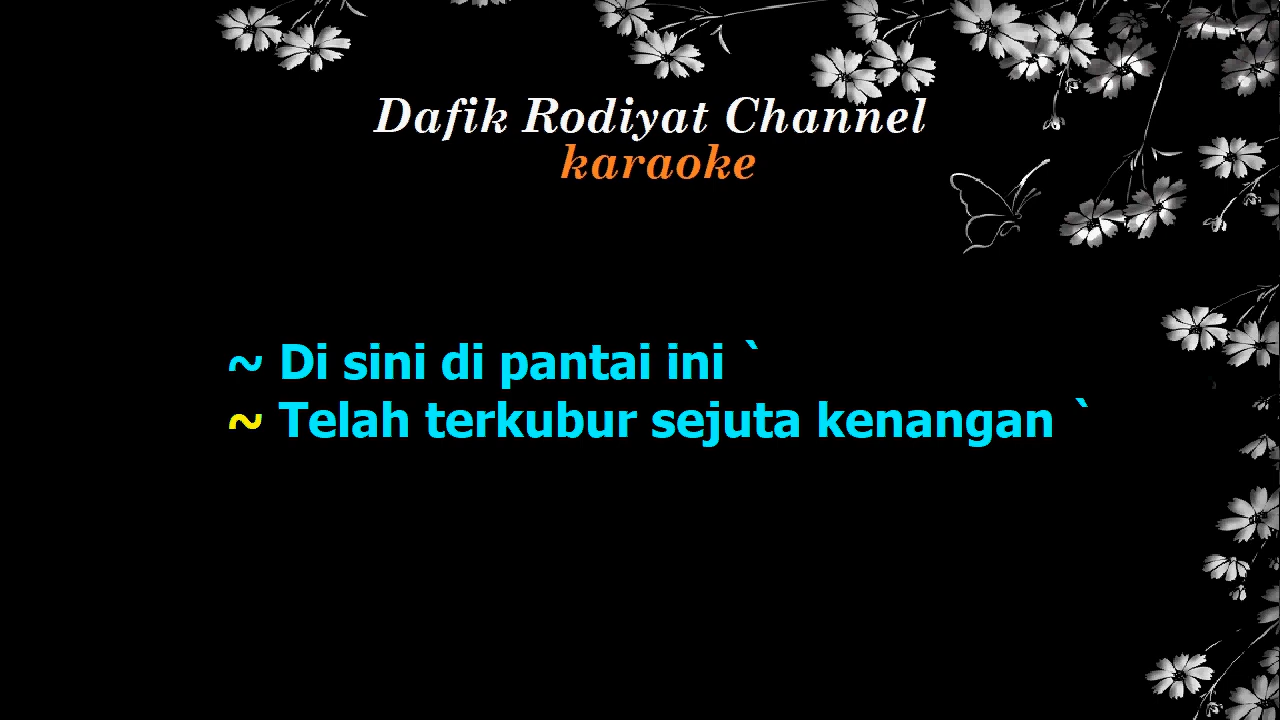 Dafik Rodiyat Channel
karaoke
~ Di sini di pantai ini `
~ Telah terkubur sejuta kenangan `